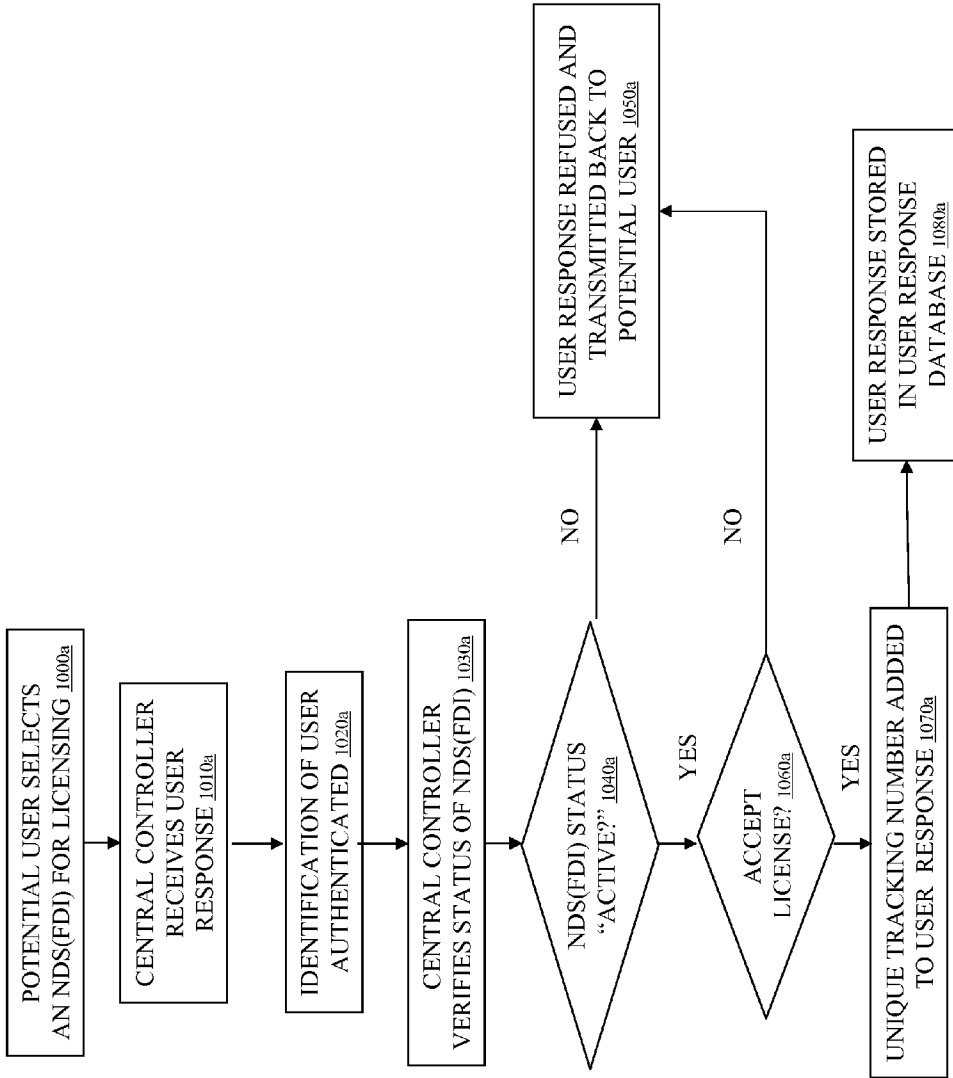 POTENTIAL USER SELECTS
AN NDS(FDI) FOR LICENSING 1000a
CENTRAL CONTROLLER
RECEIVES USER
RESPONSE 1010a
IDENTIFICATION OF USER
AUTHENTICATED 1020a
CENTRAL CONTROLLER
VERIFIES STATUS OF NDS(FDI) 1030a
NDS(FDI) STATUS
“ACTIVE?” 1040a
NO
USER RESPONSE REFUSED AND
TRANSMITTED BACK TO
POTENTIAL USER 1050a
YES
ACCEPT
LICENSE? 1060a
NO
YES
UNIQUE TRACKING NUMBER ADDED
TO USER RESPONSE 1070a
USER RESPONSE STORED
IN USER RESPONSE
DATABASE 1080a